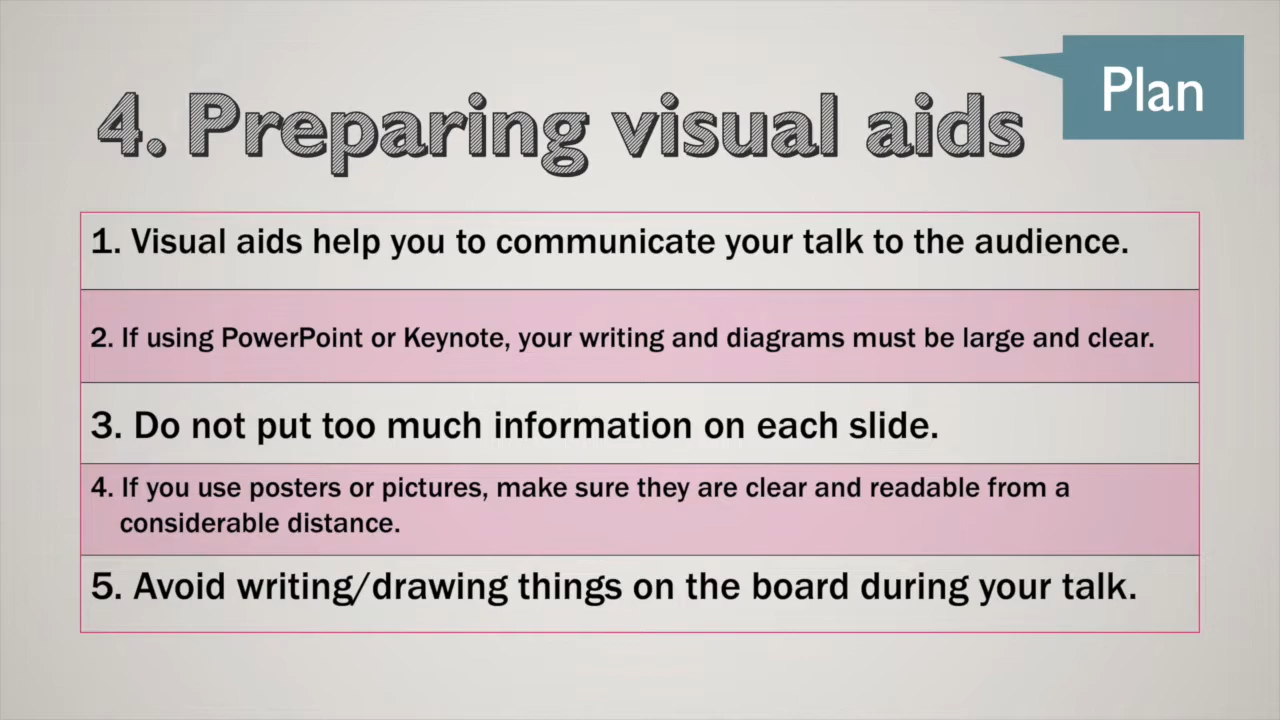 Plan
4. Preparing visual aids
1. Visual aids help you to communicate your talk to the audience.
2. If using PowerPoint or Keynote, your writing and diagrams must be large and clear.
3. Do not put too much information on each slide.
4. If you use posters or pictures, make sure they are clear and readable from a
considerable distance.
5. Avoid writing/drawing things on the board during your talk.